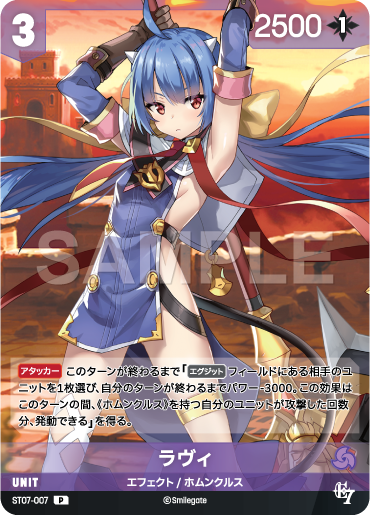 3
2500 1
SAMPLE
アタッカー このターンが終わるまで「エグジット フィールドにある相手のユ
ニットを1枚選び、自分のターンが終わるまでパワー-3000。この効果は
このターンの間、《ホムンクルス》を持つ自分のユニットが攻撃した回数
分、発動できる」を得る。
ラヴィ
UNIT エフェクト / ホムンクルス
ST07-007 P ©Smilegate E7